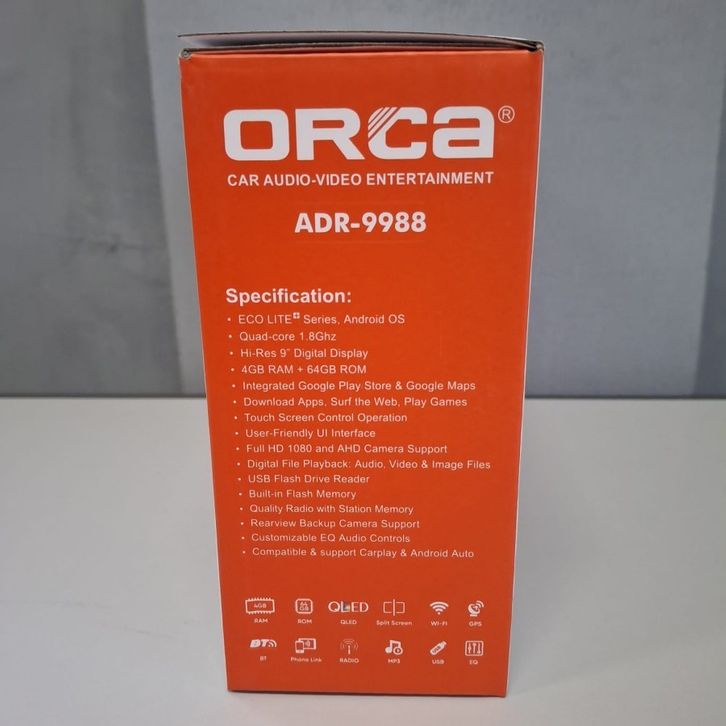 ORCA®
CAR AUDIO-VIDEO ENTERTAINMENT
ADR-9988
Specification:
• ECO LITE+ Series, Android OS
• Quad-core 1.8Ghz
• Hi-Res 9" Digital Display
• 4GB RAM + 64GB ROM
• Integrated Google Play Store & Google Maps
• Download Apps, Surf the Web, Play Games
• Touch Screen Control Operation
• User-Friendly UI Interface
• Full HD 1080 and AHD Camera Support
• Digital File Playback: Audio, Video & Image Files
• USB Flash Drive Reader
• Built-in Flash Memory
• Quality Radio with Station Memory
• Rearview Backup Camera Support
• Customizable EQ Audio Controls
• Compatible & support Carplay & Android Auto
4GB 64 GB QLED
RAM ROM QLED Split Screen WI-FI GPS
BT
BT Phone Link RADIO MP3 USB EQ